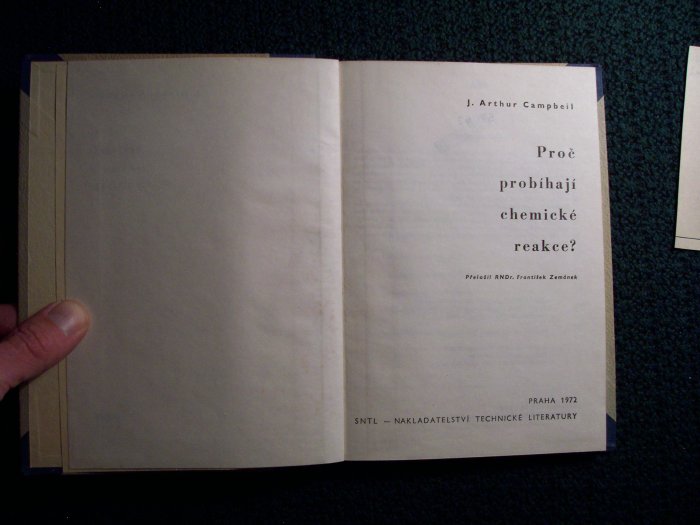 J. Arthur Campbell
Proč
probíhají
chemické
reakce?
Přeložil RNDr. František Zemánek
PRAHA 1972
SNTL — NAKLADATELSTVÍ TECHNICKÉ LITERATURY